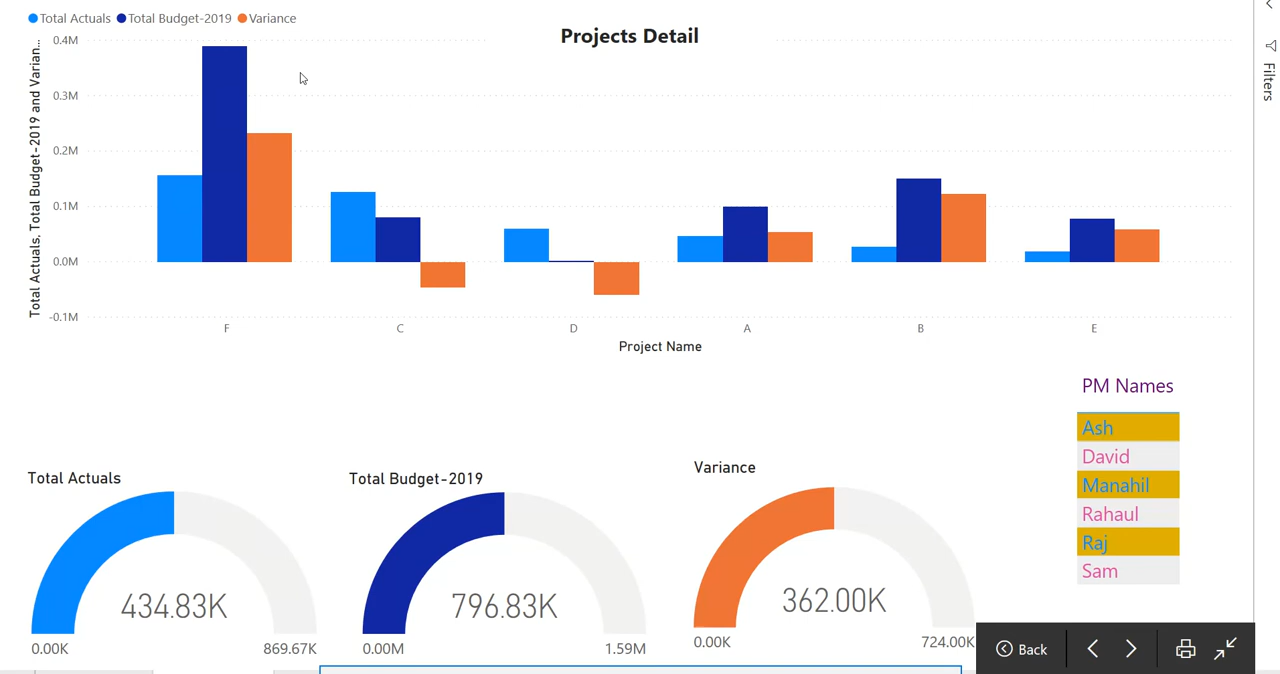 Total Actuals Total Budget-2019 Variance
Projects Detail
Total Actuals, Total Budget-2019 and Varian...
0.4M
0.3M
0.2M
0.1M
0.0M
-0.1M
F C D A B E
Project Name
Filters
PM Names
Ash
David
Manahil
Rahaul
Raj
Sam
Total Actuals
434.83K
0.00K 869.67K
Total Budget-2019
796.83K
0.00M 1.59M
Variance
362.00K
0.00K 724.00K
Back